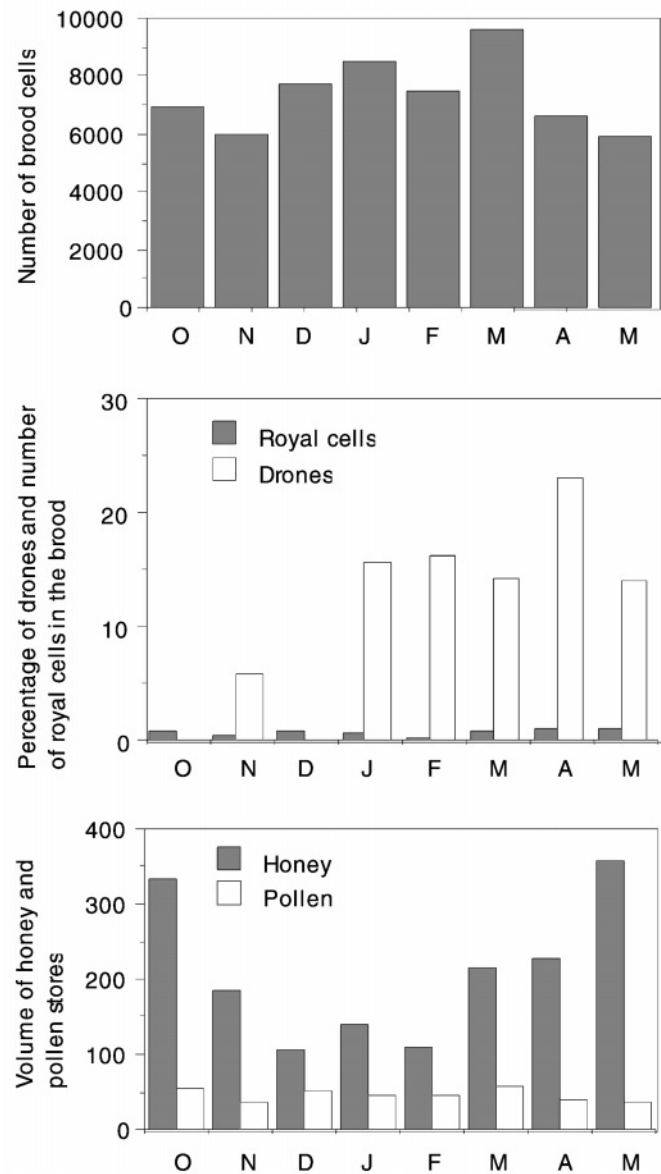 Number of brood cells
10000
8000
6000
4000
2000
0
O N D J F M A M
Percentage of drones and number
of royal cells in the brood
30
20
10
0
Royal cells
Drones
O N D J F M A M
Volume of honey and
pollen stores
400
300
200
100
0
Honey
Pollen
O N D J F M A M